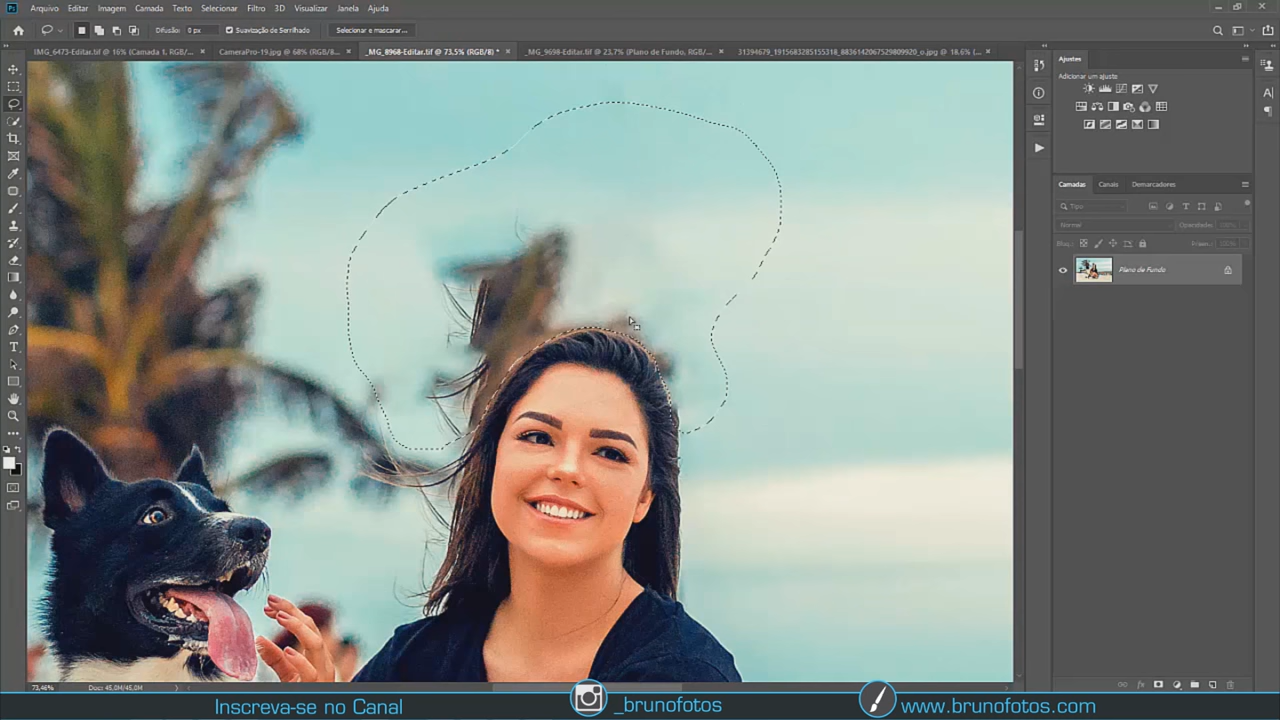 Arquivo Editar Imagem Camada Texto Selecionar Filtro 3D Visualizar Janela Ajuda
Difusão: 0 px Suavização de Serrilhado Selecionar e mascarar...
IMG_6473-Editar.tif @ 16% (Camada 1, RGB/... × CameraPro-19.jpg @ 68% (RGB/8) ... × _MG_8968-Editar.tif @ 73,5% (RGB/8) * × _MG_9698-Editar.tif @ 23,7% (Plano de Fundo, RGB/... × 31394679_1915683285155318_8836142067529809920_o.jpg @ 18,6% (... ×
Ajustes
Adicionar um ajuste
Camadas Canais Demarcadores
Tipo
Normal Opacidade: 100%
Bloq.: 100%
Plano de Fundo
73,46% Doc: 45,0M/45,0M
Inscreva-se no Canal _brunofotos www.brunofotos.com